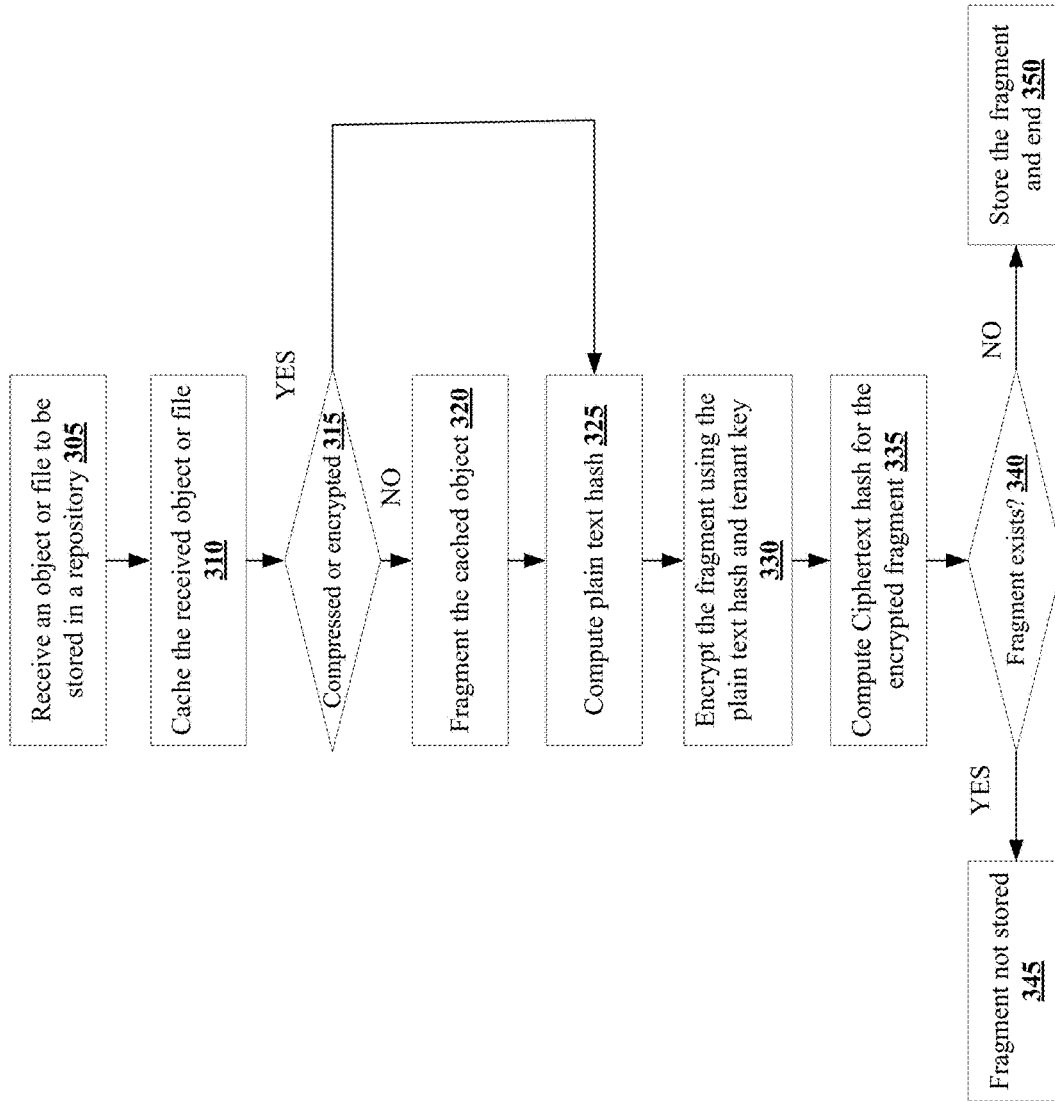 Receive an object or file to be
stored in a repository 305
Cache the received object or file
310
Compressed or encrypted 315
YES
NO
Fragment the cached object 320
Compute plain text hash 325
Encrypt the fragment using the
plain text hash and tenant key
330
Compute Ciphertext hash for the
encrypted fragment 335
Fragment exists? 340
YES
NO
Fragment not stored
345
Store the fragment
and end 350